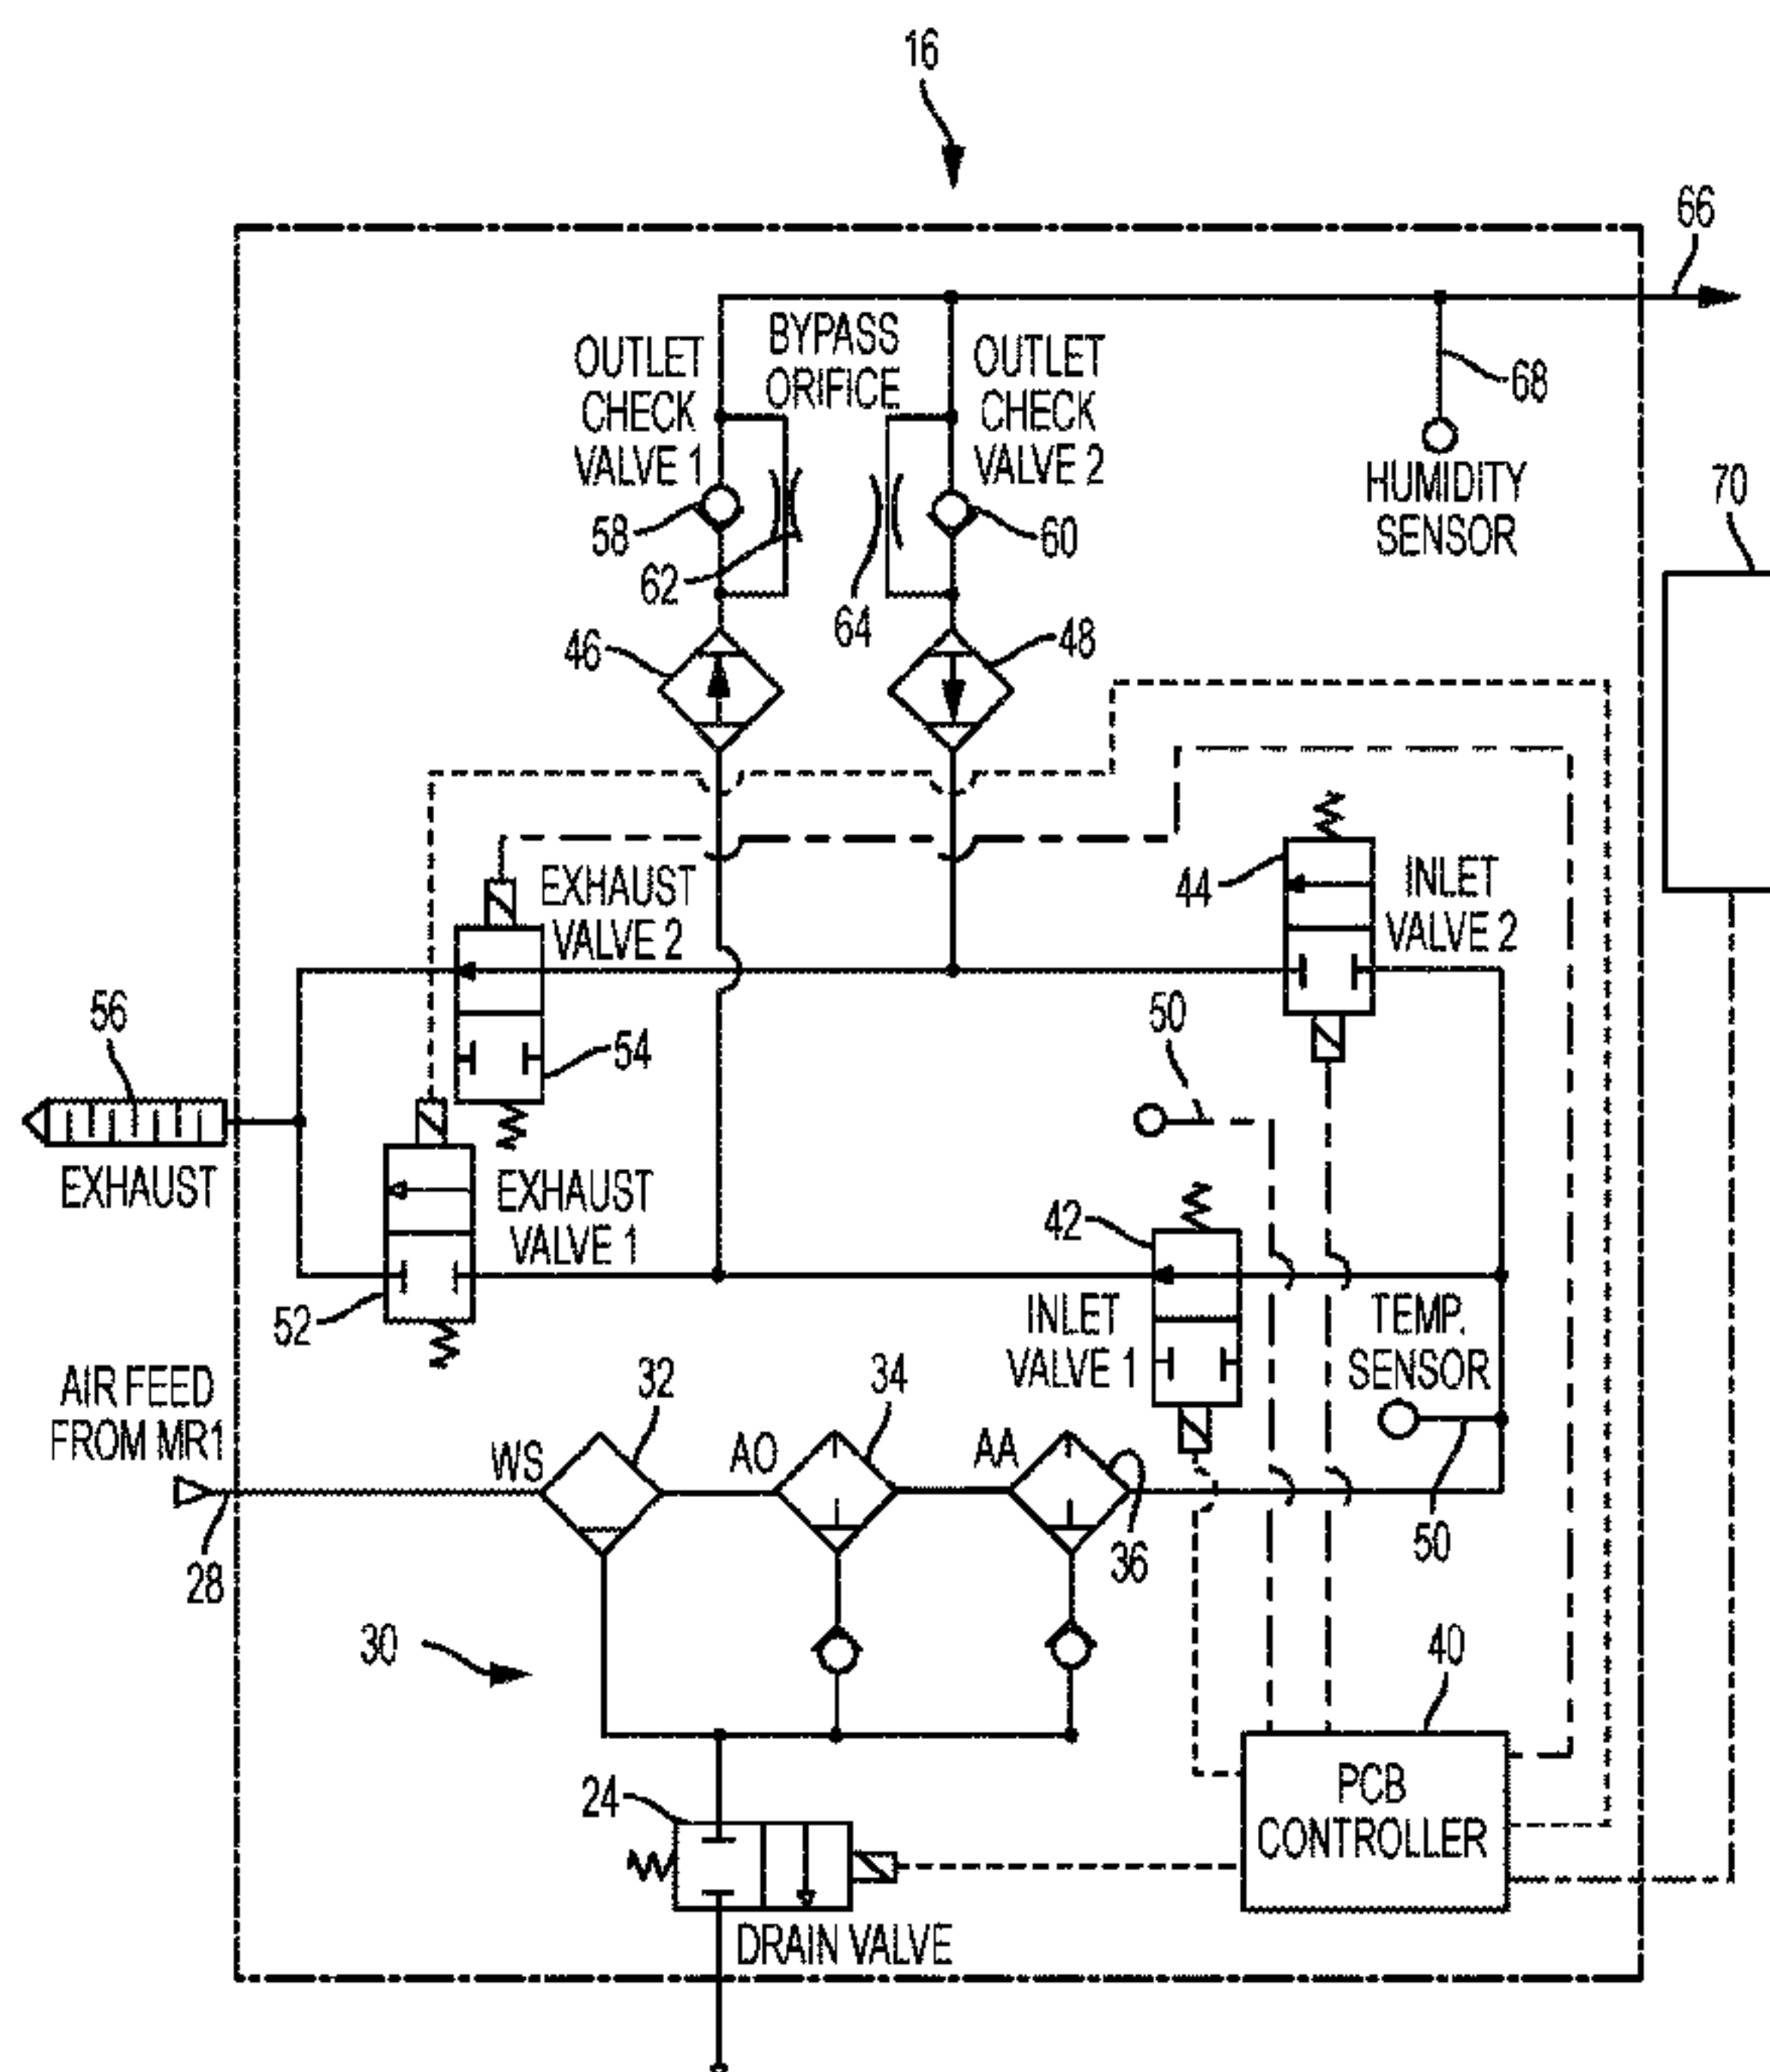 16
66
OUTLET
CHECK
VALVE 1
BYPASS
ORIFICE
OUTLET
CHECK
VALVE 2
68
HUMIDITY
SENSOR
70
58
62
64
60
46
48
EXHAUST
VALVE 2
44
INLET
VALVE 2
56
54
50
EXHAUST
EXHAUST
VALVE 1
52
42
INLET
VALVE 1
TEMP.
SENSOR
AIR FEED
FROM MR1
32
34
WS
AO
AA
28
36
50
30
40
24
PCB
CONTROLLER
DRAIN VALVE